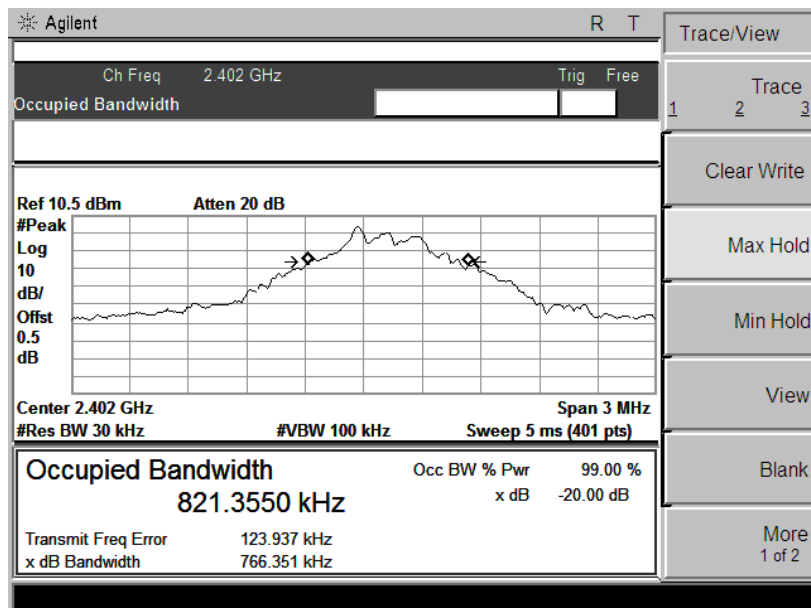 Agilent R T
Ch Freq 2.402 GHz Trig Free
Occupied Bandwidth
Ref 10.5 dBm Atten 20 dB
#Peak
Log
10
dB/
Offst
0.5
dB
Center 2.402 GHz Span 3 MHz
#Res BW 30 kHz #VBW 100 kHz Sweep 5 ms (401 pts)
Occupied Bandwidth Occ BW % Pwr 99.00 %
821.3550 kHz x dB -20.00 dB
Transmit Freq Error 123.937 kHz
x dB Bandwidth 766.351 kHz
Trace/View
Trace
1 2 3
Clear Write
Max Hold
Min Hold
View
Blank
More
1 of 2